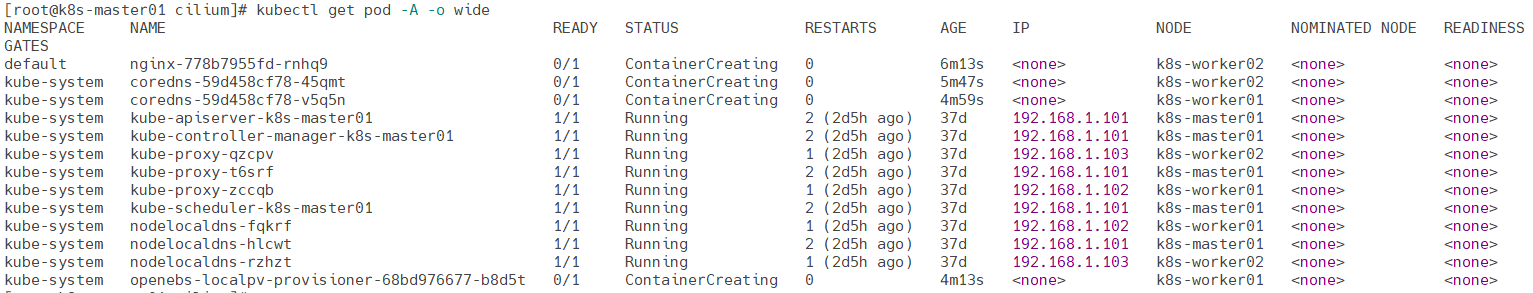 [root@k8s-master01 cilium]# kubectl get pod -A -o wide
NAMESPACE     NAME                                           READY   STATUS              RESTARTS       AGE     IP              NODE           NOMINATED NODE   READINESS
GATES
default       nginx-778b7955fd-rnhq9                         0/1     ContainerCreating   0              6m13s   <none>          k8s-worker02   <none>           <none>
kube-system   coredns-59d458cf78-45qmt                       0/1     ContainerCreating   0              5m47s   <none>          k8s-worker02   <none>           <none>
kube-system   coredns-59d458cf78-v5q5n                       0/1     ContainerCreating   0              4m59s   <none>          k8s-worker01   <none>           <none>
kube-system   kube-apiserver-k8s-master01                    1/1     Running             2 (2d5h ago)   37d     192.168.1.101   k8s-master01   <none>           <none>
kube-system   kube-controller-manager-k8s-master01           1/1     Running             2 (2d5h ago)   37d     192.168.1.101   k8s-master01   <none>           <none>
kube-system   kube-proxy-qzcpv                               1/1     Running             1 (2d5h ago)   37d     192.168.1.103   k8s-worker02   <none>           <none>
kube-system   kube-proxy-t6srf                               1/1     Running             2 (2d5h ago)   37d     192.168.1.101   k8s-master01   <none>           <none>
kube-system   kube-proxy-zccqb                               1/1     Running             1 (2d5h ago)   37d     192.168.1.102   k8s-worker01   <none>           <none>
kube-system   kube-scheduler-k8s-master01                    1/1     Running             2 (2d5h ago)   37d     192.168.1.101   k8s-master01   <none>           <none>
kube-system   nodelocaldns-fqkrf                             1/1     Running             1 (2d5h ago)   37d     192.168.1.102   k8s-worker01   <none>           <none>
kube-system   nodelocaldns-hlcwt                             1/1     Running             2 (2d5h ago)   37d     192.168.1.101   k8s-master01   <none>           <none>
kube-system   nodelocaldns-rzhzt                             1/1     Running             1 (2d5h ago)   37d     192.168.1.103   k8s-worker02   <none>           <none>
kube-system   openebs-localpv-provisioner-68bd976677-b8d5t   0/1     ContainerCreating   0              4m13s   <none>          k8s-worker01   <none>           <none>